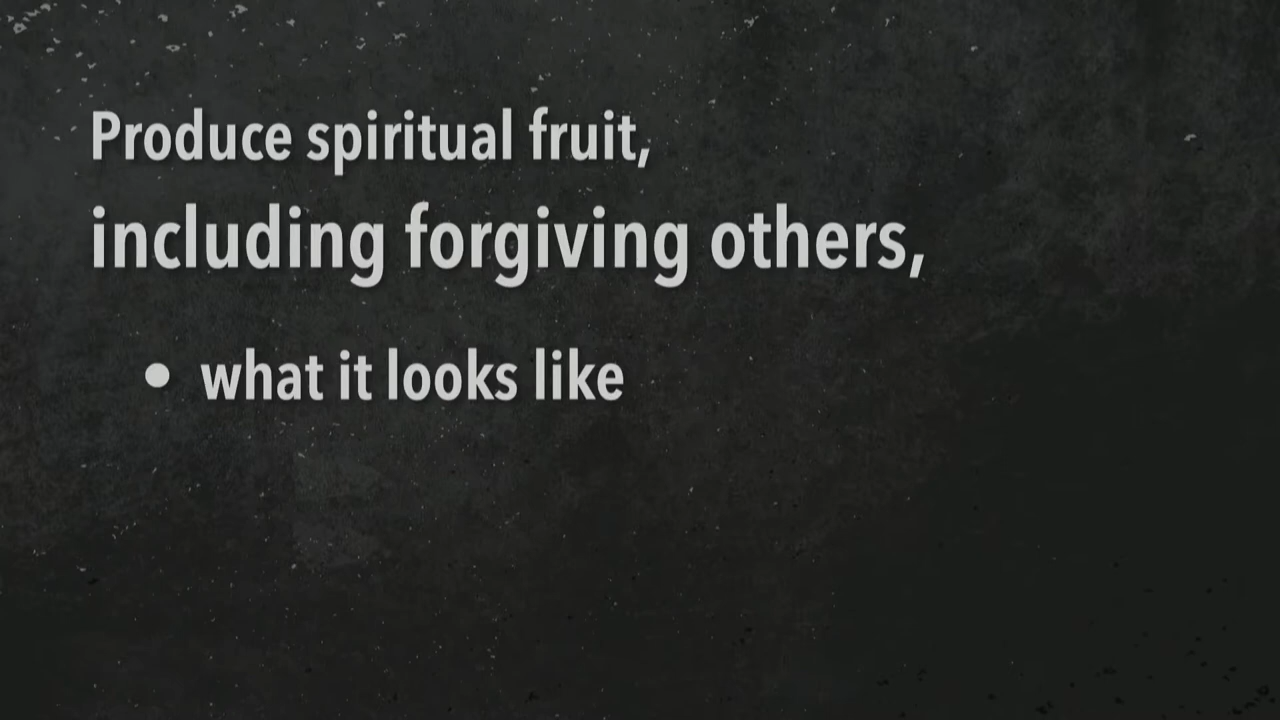 Produce spiritual fruit,
including forgiving others,
• what it looks like